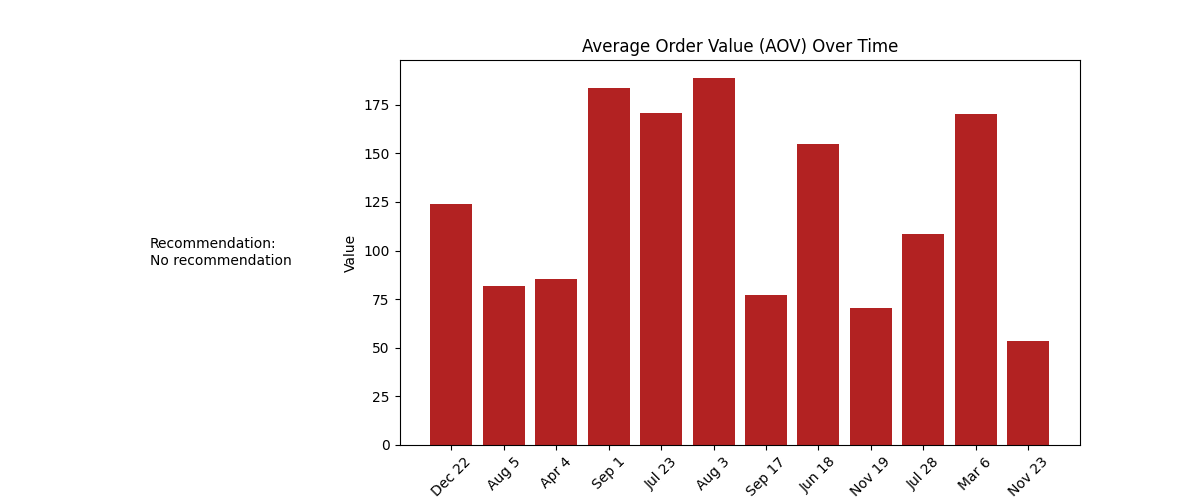 Average Order Value (AOV) Over Time
Recommendation:
No recommendation
Value
175
150
125
100
75
50
25
0
Dec 22
Aug 5
Apr 4
Sep 1
Jul 23
Aug 3
Sep 17
Jun 18
Nov 19
Jul 28
Mar 6
Nov 23